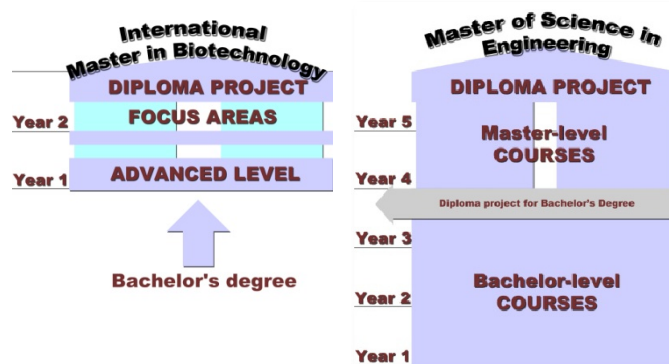 International
Master in Biotechnology
DIPLOMA PROJECT
Year 2
FOCUS AREAS
Year 1
ADVANCED LEVEL
Bachelor's degree
Master of Science in
Engineering
DIPLOMA PROJECT
Year 5
Master-level
COURSES
Year 4
Diploma project for Bachelor's Degree
Year 3
Bachelor-level
COURSES
Year 2
Year 1